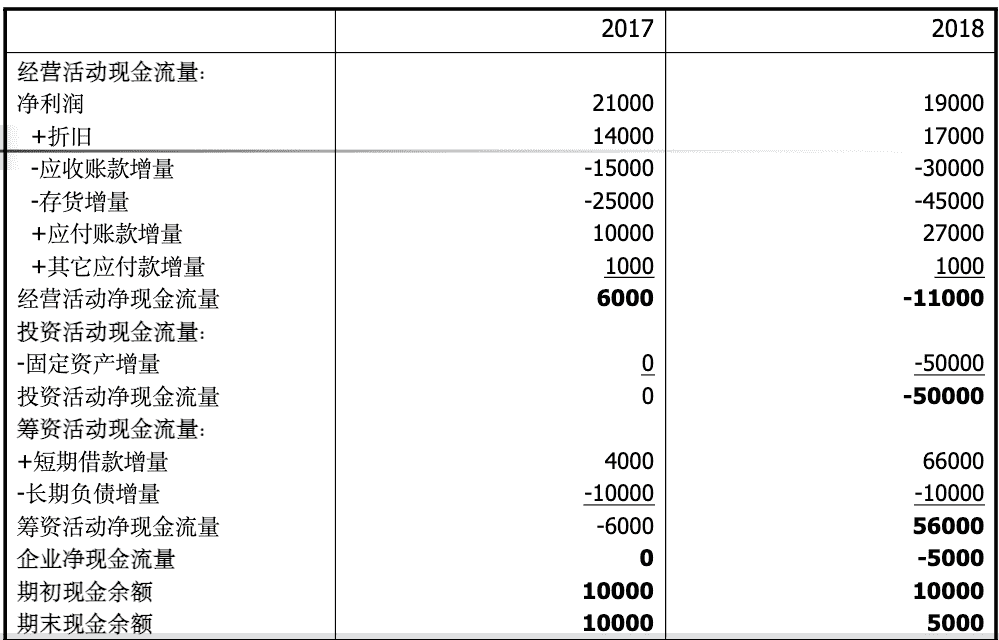 2017 2018
经营活动现金流量:
净利润 21000 19000
+折旧 14000 17000
-应收账款增量 -15000 -30000
-存货增量 -25000 -45000
+应付账款增量 10000 27000
+其它应付款增量 1000 1000
经营活动净现金流量 6000 -11000
投资活动现金流量:
-固定资产增量 0 -50000
投资活动净现金流量 0 -50000
筹资活动现金流量:
+短期借款增量 4000 66000
-长期负债增量 -10000 -10000
筹资活动净现金流量 -6000 56000
企业净现金流量 0 -5000
期初现金余额 10000 10000
期末现金余额 10000 5000